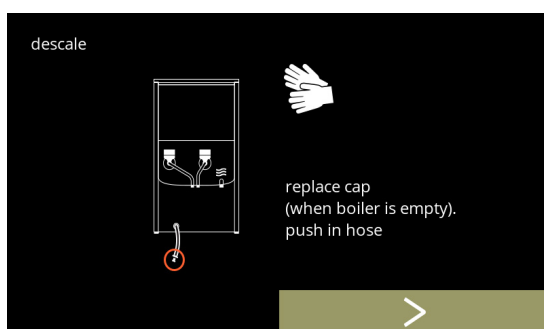 descale
replace cap
(when boiler is empty).
push in hose